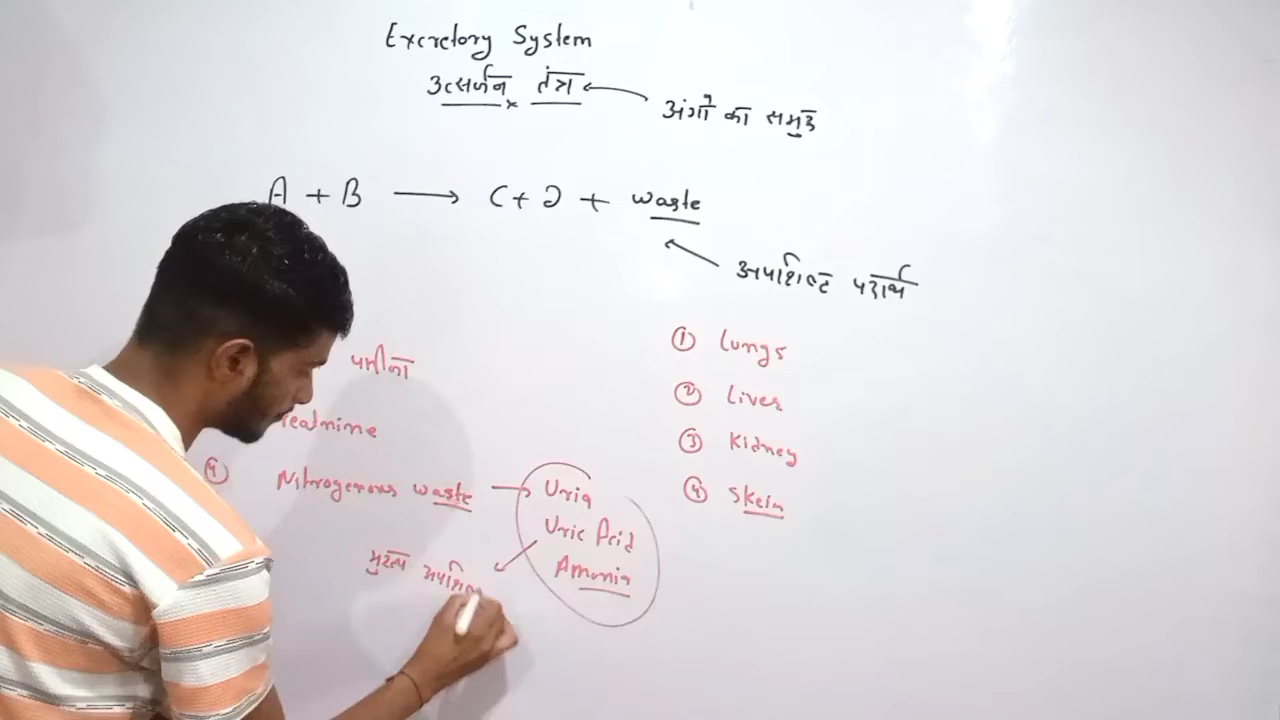 Excretory System
उत्सर्जन तंत्र
अंगों का समुह
A + B → C + D + waste
अपशिष्ट पदार्थ
पसीना
① Lungs
② Liver
③ Kidney
④ Skein
Nitrogenous waste → Uria
Uric Acid
Amonia
मुख्य